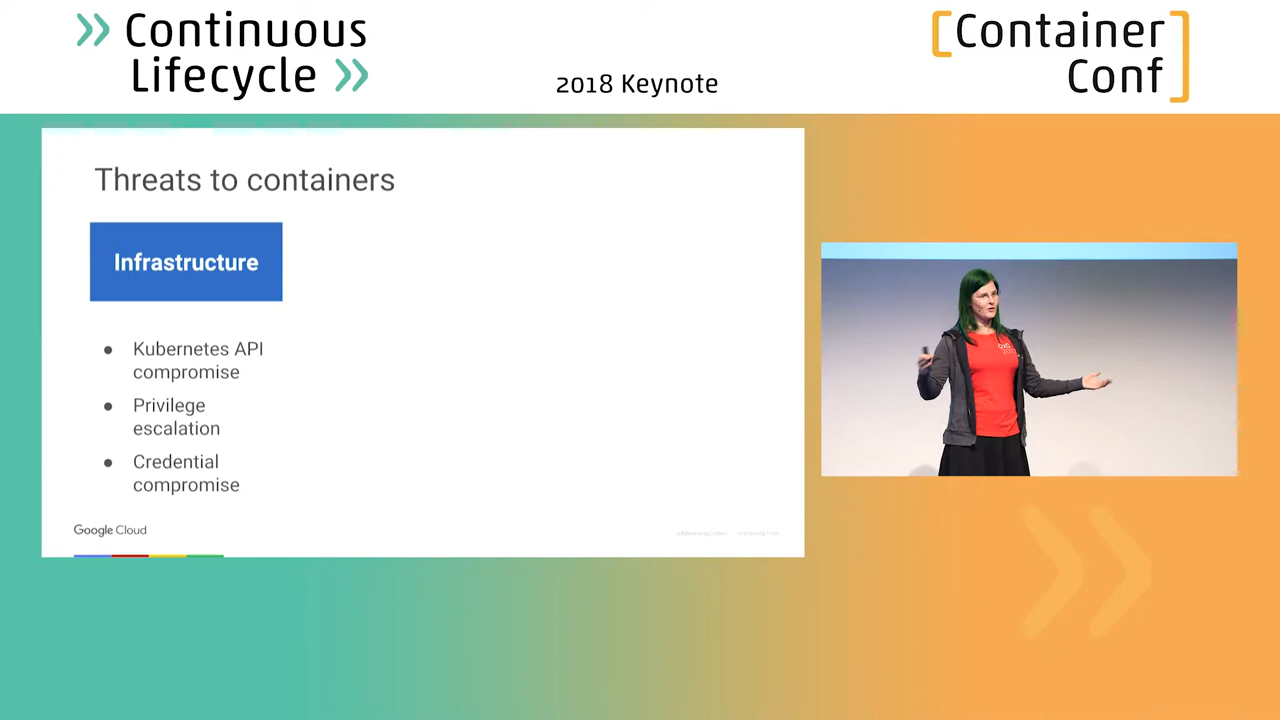 Continuous
Lifecycle
2018 Keynote
Container
Conf
Threats to containers
Infrastructure
● Kubernetes API
compromise
● Privilege
escalation
● Credential
compromise
Google Cloud